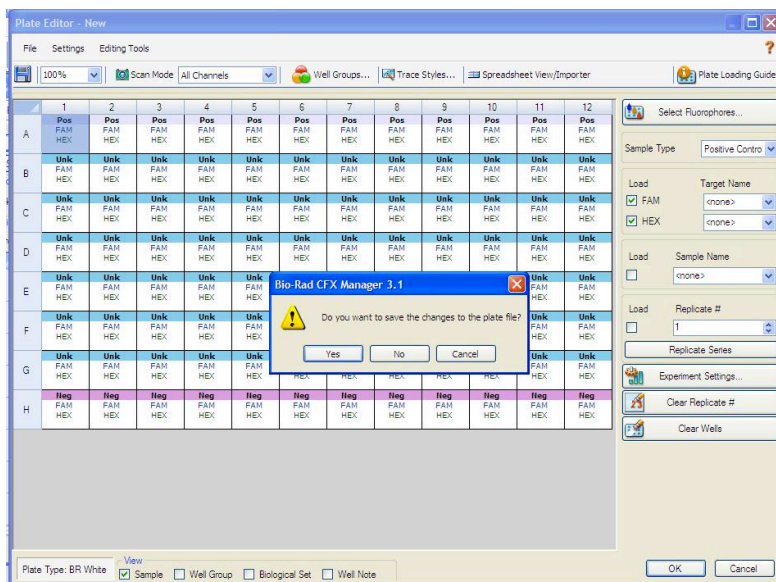 Plate Editor - New
File Settings Editing Tools ?
100% Scan Mode All Channels Well Groups... Trace Styles... Spreadsheet View/Importer Plate Loading Guide
1 2 3 4 5 6 7 8 9 10 11 12
Pos Pos Pos Pos Pos Pos Pos Pos Pos Pos Pos Pos
A FAM FAM FAM FAM FAM FAM FAM FAM FAM FAM FAM FAM
HEX HEX HEX HEX HEX HEX HEX HEX HEX HEX HEX HEX
Unk Unk Unk Unk Unk Unk Unk Unk Unk Unk Unk Unk
B FAM FAM FAM FAM FAM FAM FAM FAM FAM FAM FAM FAM
HEX HEX HEX HEX HEX HEX HEX HEX HEX HEX HEX HEX
Unk Unk Unk Unk Unk Unk Unk Unk Unk Unk Unk Unk
C FAM FAM FAM FAM FAM FAM FAM FAM FAM FAM FAM FAM
HEX HEX HEX HEX HEX HEX HEX HEX HEX HEX HEX HEX
Unk Unk Unk Unk Unk Unk Unk Unk Unk Unk Unk Unk
D FAM FAM FAM FAM FAM FAM FAM FAM FAM FAM FAM FAM
HEX HEX HEX HEX HEX HEX HEX HEX HEX HEX HEX HEX
Unk Unk Unk Unk Unk Unk Unk
E FAM FAM FAM FAM FAM FAM
HEX HEX HEX HEX HEX HEX
Unk Unk Unk Unk Unk Unk
F FAM FAM FAM FAM FAM FAM
HEX HEX HEX HEX HEX HEX
Unk Unk Unk Unk Unk Unk
G FAM FAM FAM FAM FAM FAM
HEX HEX HEX HEX HEX HEX HEX HEX HEX HEX HEX HEX
Neg Neg Neg Neg Neg Neg Neg Neg Neg Neg Neg Neg
H FAM FAM FAM FAM FAM FAM FAM FAM FAM FAM FAM FAM
HEX HEX HEX HEX HEX HEX HEX HEX HEX HEX HEX HEX
Bio-Rad CFX Manager 3.1
Do you want to save the changes to the plate file?
Yes No Cancel
Select Fluorophores...
Sample Type Positive Contro
Load Target Name
FAM <none>
HEX <none>
Load Sample Name
<none>
Load Replicate #
1
Replicate Series
Experiment Settings...
Clear Replicate #
Clear Wells
Plate Type: BR White View Sample Well Group Biological Set Well Note
OK Cancel